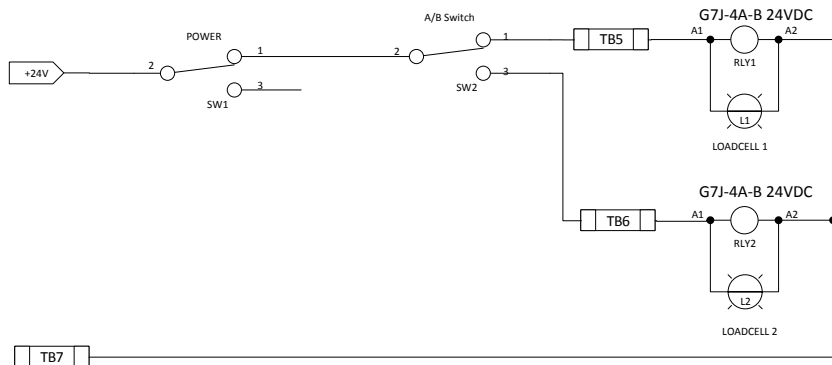 G7J-4A-B 24VDC
A/B Switch
POWER
1
TB5
A1
A2
1
2
2
+24V
RLY1
3
3
SW2
SW1
L1
LOADCELL 1
G7J-4A-B 24VDC
TB6
A1
A2
RLY2
L2
LOADCELL 2
TB7